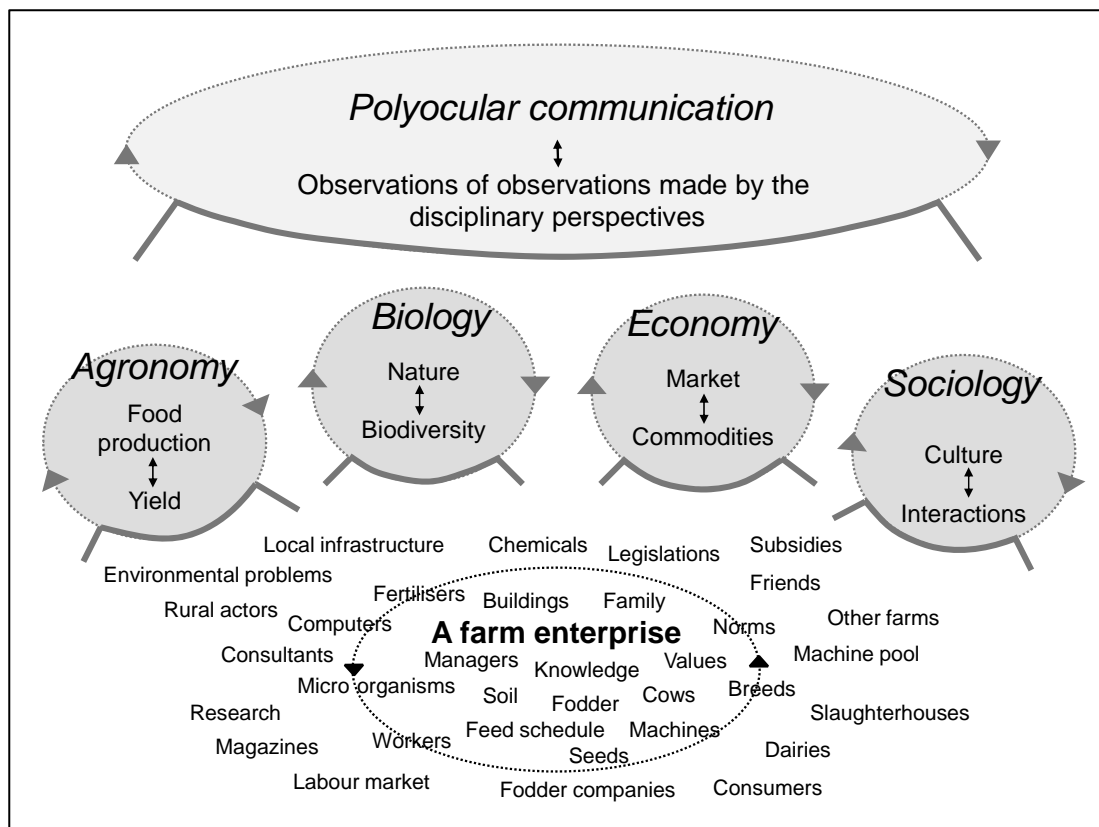 Polyocular communication
Observations of observations made by the
disciplinary perspectives
Agronomy
Food
production
Yield
Biology
Nature
Biodiversity
Economy
Market
Commodities
Sociology
Culture
Interactions
Local infrastructure
Chemicals
Legislations
Subsidies
Environmental problems
Friends
Rural actors
Fertilisers
Buildings
Family
Computers
A farm enterprise
Norms
Other farms
Consultants
Managers
Knowledge
Values
Machine pool
Micro organisms
Soil
Fodder
Cows
Breeds
Research
Feed schedule
Machines
Slaughterhouses
Magazines
Workers
Seeds
Dairies
Labour market
Fodder companies
Consumers